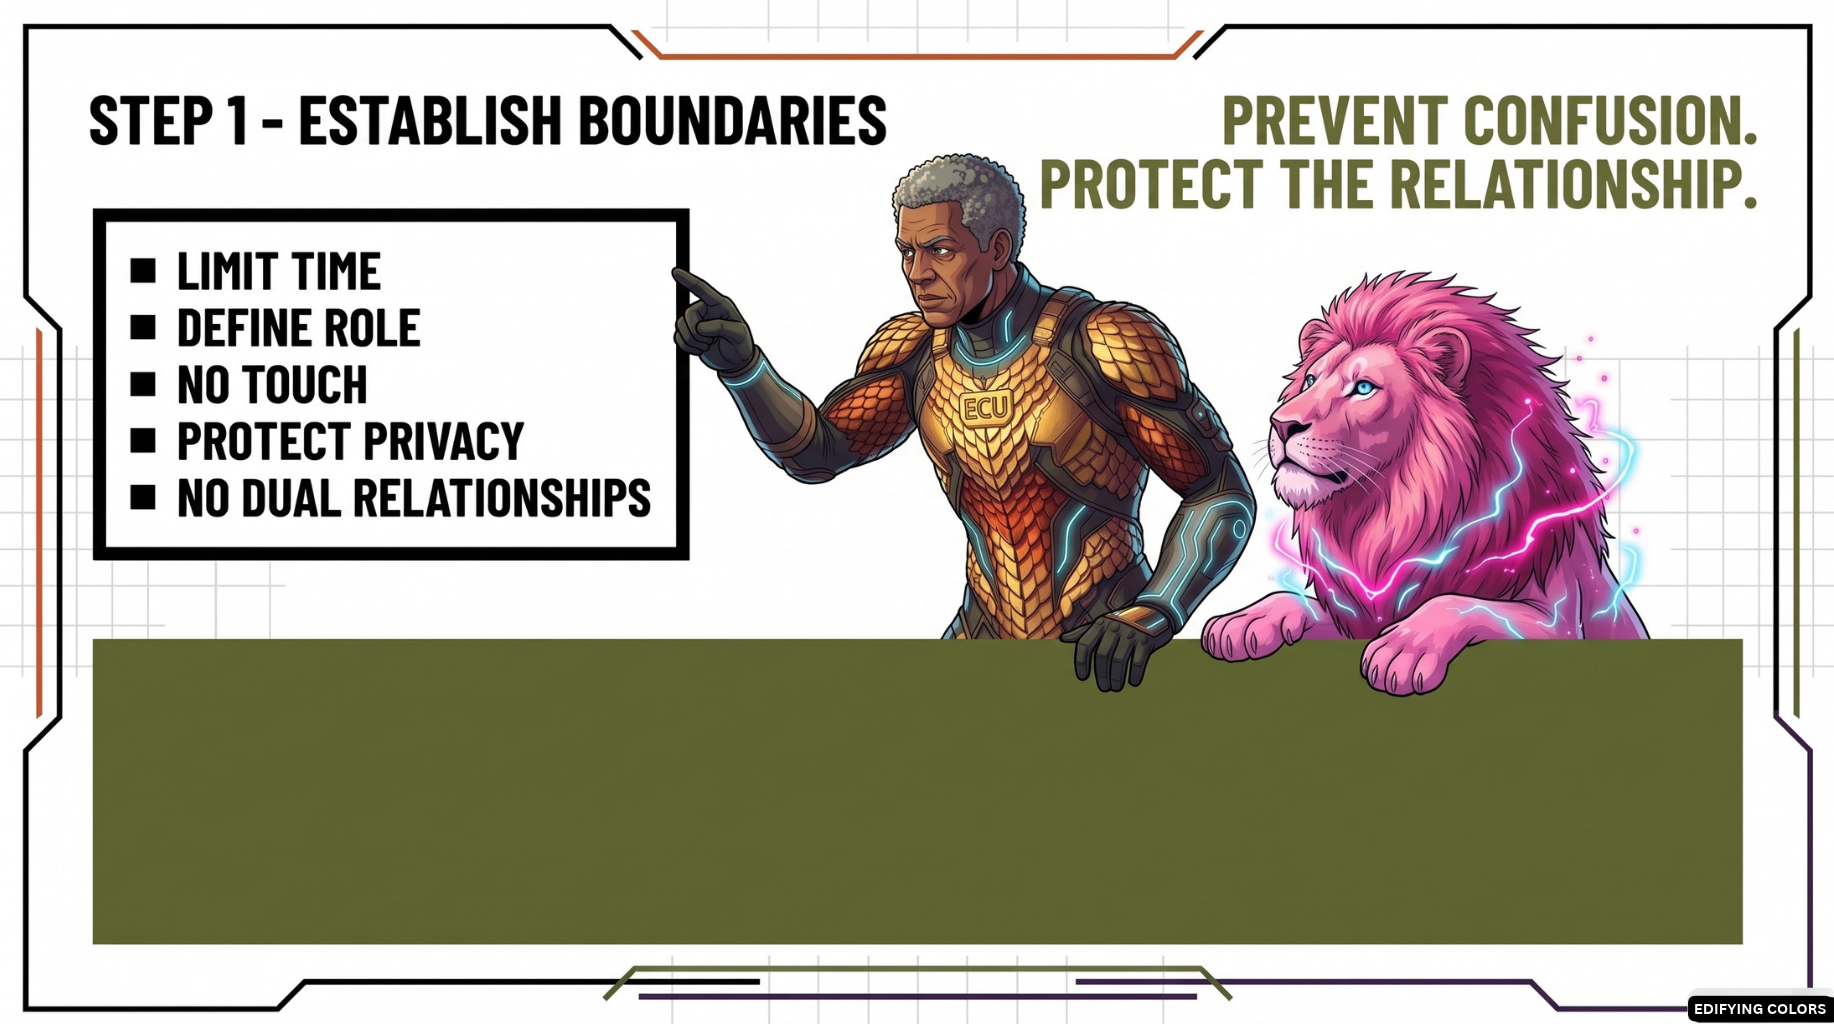 STEP 1 - ESTABLISH BOUNDARIES
PREVENT CONFUSION.
PROTECT THE RELATIONSHIP.
■ LIMIT TIME
■ DEFINE ROLE
■ NO TOUCH
■ PROTECT PRIVACY
■ NO DUAL RELATIONSHIPS
ECU
EDIFYING COLORS